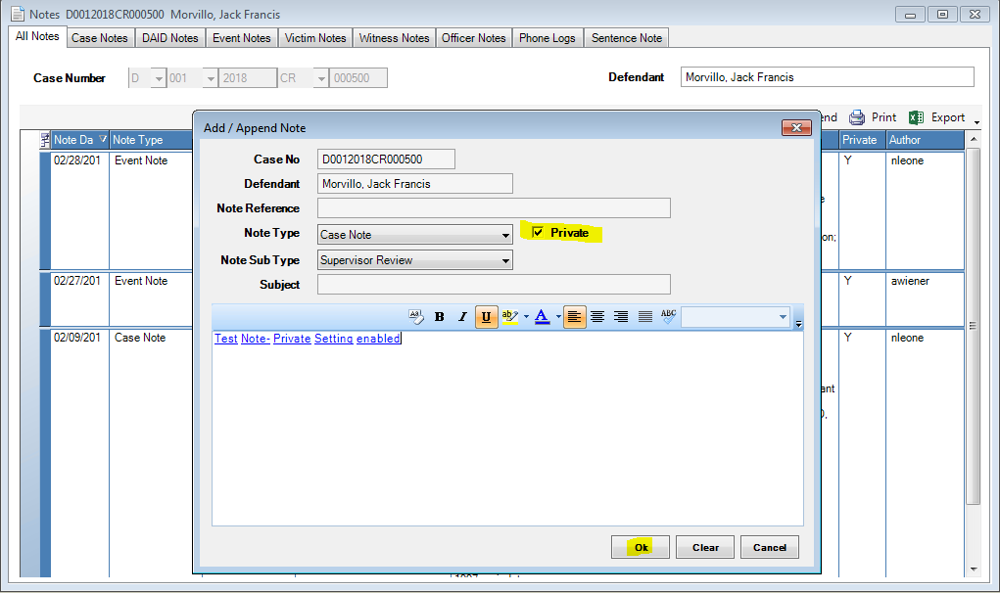 Notes D0012018CR000500 Morvillo, Jack Francis
All Notes Case Notes DAID Notes Event Notes Victim Notes Witness Notes Officer Notes Phone Logs Sentence Note
Case Number D 001 2018 CR 000500 Defendant Morvillo, Jack Francis
Print Export
Note Da Note Type Private Author
02/28/201 Event Note Y nleone
02/27/201 Event Note Y awiener
02/09/201 Case Note Y nleone
Add / Append Note
Case No D0012018CR000500
Defendant Morvillo, Jack Francis
Note Reference
Note Type Case Note Private
Note Sub Type Supervisor Review
Subject
B I U ab A ABC
Test Note- Private Setting enabled
Ok Clear Cancel